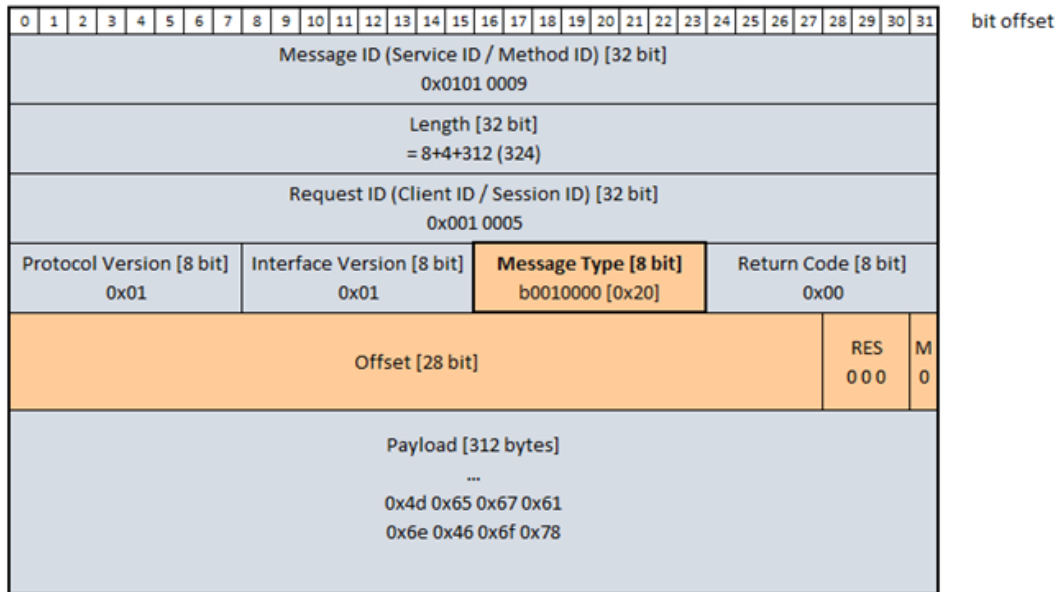 0 1 2 3 4 5 6 7 8 9 10 11 12 13 14 15 16 17 18 19 20 21 22 23 24 25 26 27 28 29 30 31 bit offset
Message ID (Service ID / Method ID) [32 bit]
0x0101 0009
Length [32 bit]
= 8+4+312 (324)
Request ID (Client ID / Session ID) [32 bit]
0x001 0005
Protocol Version [8 bit] Interface Version [8 bit] Message Type [8 bit] Return Code [8 bit]
0x01 0x01 b0010000 [0x20] 0x00
Offset [28 bit] RES M
0 0 0 0
Payload [312 bytes]
...
0x4d 0x65 0x67 0x61
0x6e 0x46 0x6f 0x78